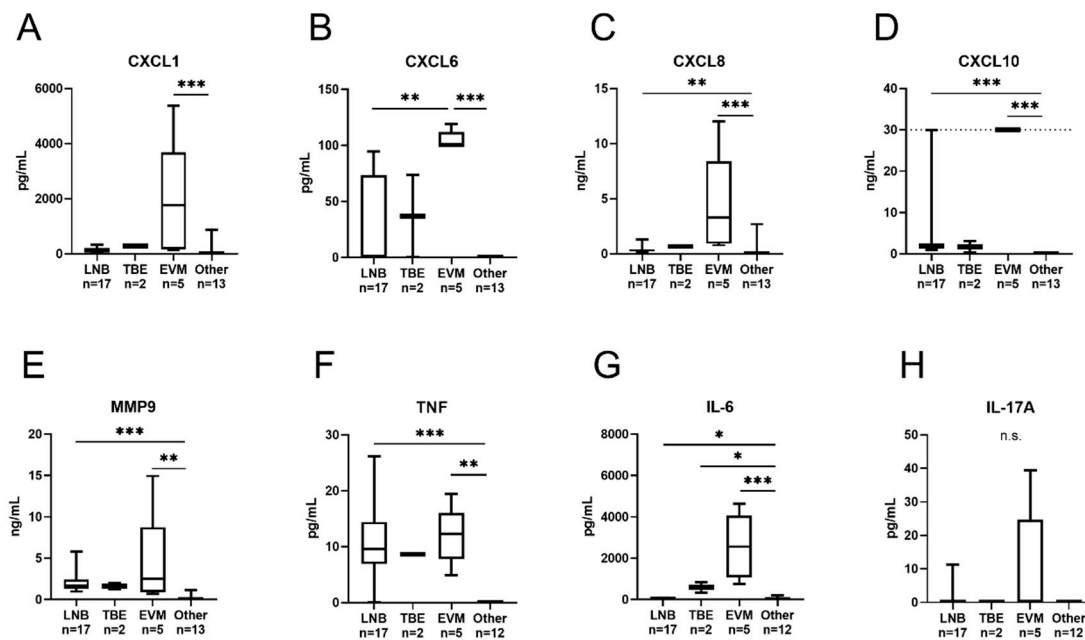 A
CXCL1
***
6000
4000
2000
0
pg/mL
LNB TBE EVM Other
n=17 n=2 n=5 n=13
B
CXCL6
** ***
150
100
50
0
pg/mL
LNB TBE EVM Other
n=17 n=2 n=5 n=13
C
CXCL8
**
***
15
10
5
0
ng/mL
LNB TBE EVM Other
n=17 n=2 n=5 n=13
D
CXCL10
***
***
40
30
20
10
0
ng/mL
LNB TBE EVM Other
n=17 n=2 n=5 n=13
E
MMP9
***
**
20
15
10
5
0
ng/mL
LNB TBE EVM Other
n=17 n=2 n=5 n=13
F
TNF
***
**
30
20
10
0
pg/mL
LNB TBE EVM Other
n=17 n=2 n=5 n=12
G
IL-6
*
*
***
8000
6000
4000
2000
0
pg/mL
LNB TBE EVM Other
n=17 n=2 n=5 n=12
H
IL-17A
n.s.
50
40
30
20
10
0
pg/mL
LNB TBE EVM Other
n=17 n=2 n=5 n=12